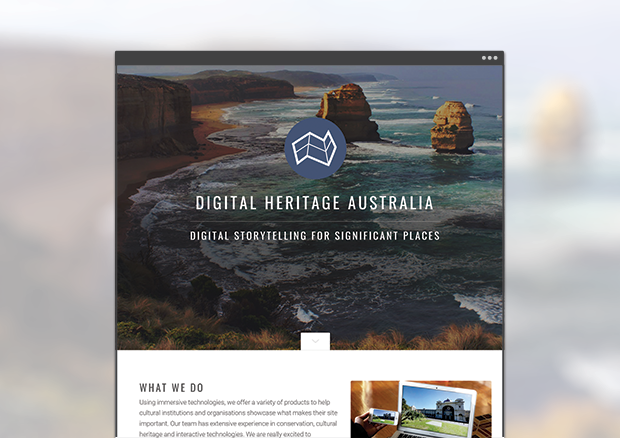 DIGITAL HERITAGE AUSTRALIA
DIGITAL STORYTELLING FOR SIGNIFICANT PLACES
WHAT WE DO
Using immersive technologies, we offer a variety of products to help
cultural institutions and organisations showcase what makes their site
important. Our team has extensive experience in conservation, cultural
heritage and interactive technologies. We are really excited to